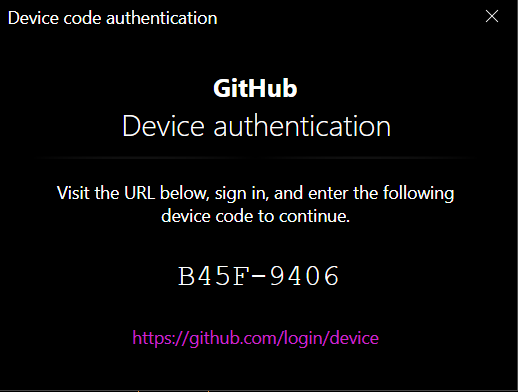 Device code authentication
GitHub
Device authentication
Visit the URL below, sign in, and enter the following
device code to continue.
B45F-9406
https://github.com/login/device